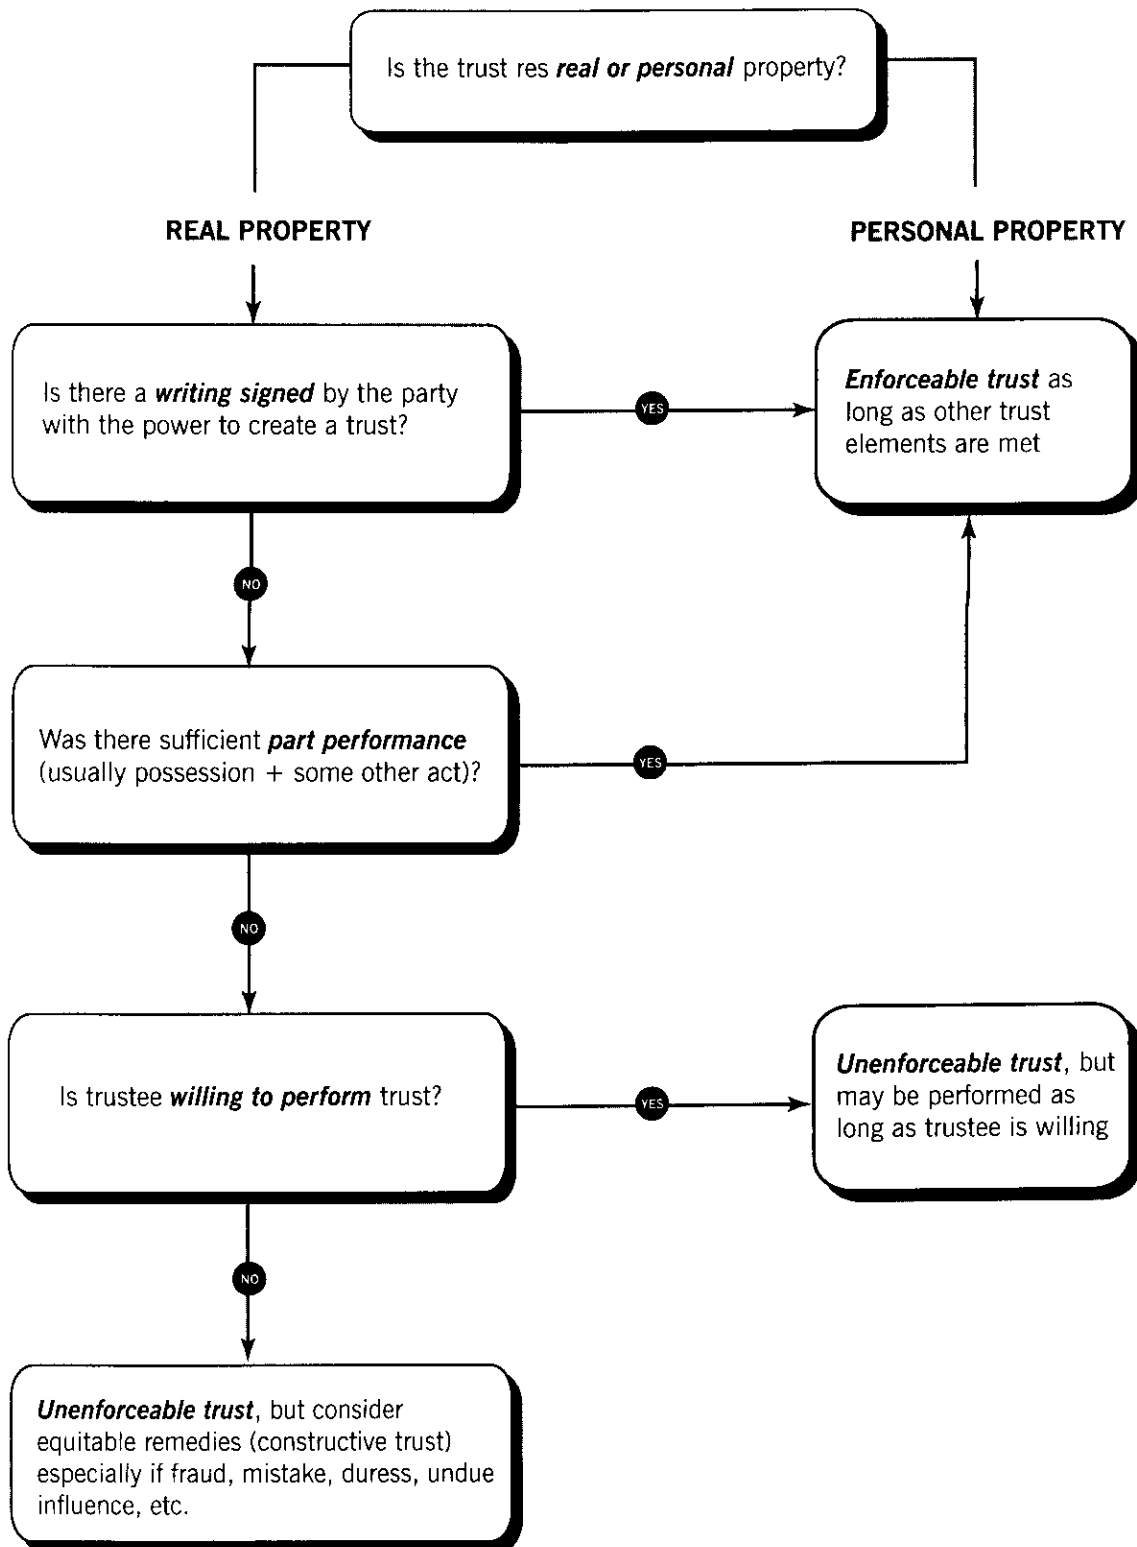 Is the trust res real or personal property?
REAL PROPERTY
PERSONAL PROPERTY
Is there a writing signed by the party
with the power to create a trust?
YES
Enforceable trust as
long as other trust
elements are met
NO
Was there sufficient part performance
(usually possession + some other act)?
YES
NO
Is trustee willing to perform trust?
YES
Unenforceable trust, but
may be performed as
long as trustee is willing
NO
Unenforceable trust, but consider
equitable remedies (constructive trust)
especially if fraud, mistake, duress, undue
influence, etc.